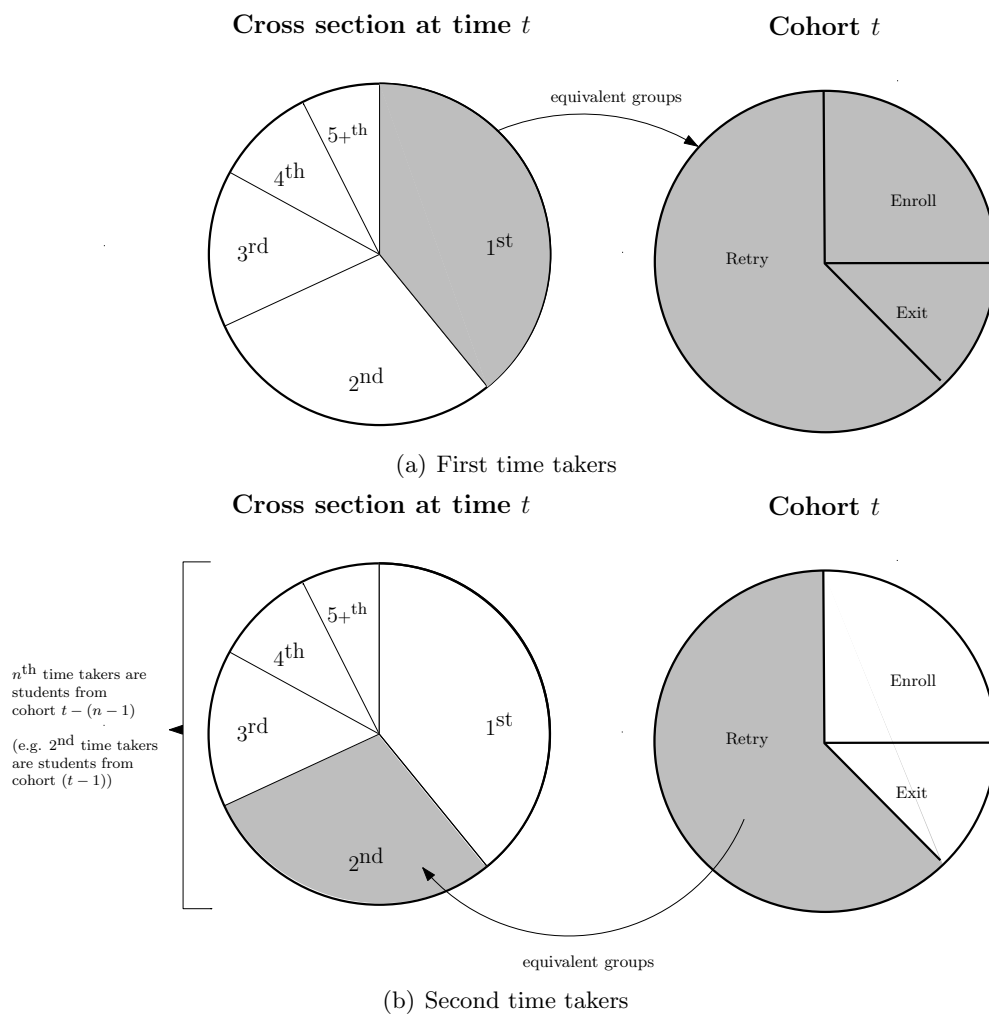 Cross section at time t
Cohort t
equivalent groups
5+th
4th
3rd
2nd
1st
Enroll
Retry
Exit
(a) First time takers
Cross section at time t
Cohort t
5+th
4th
3rd
2nd
1st
nth time takers are
students from
cohort t − (n − 1)
(e.g. 2nd time takers
are students from
cohort (t − 1))
Enroll
Retry
Exit
equivalent groups
(b) Second time takers